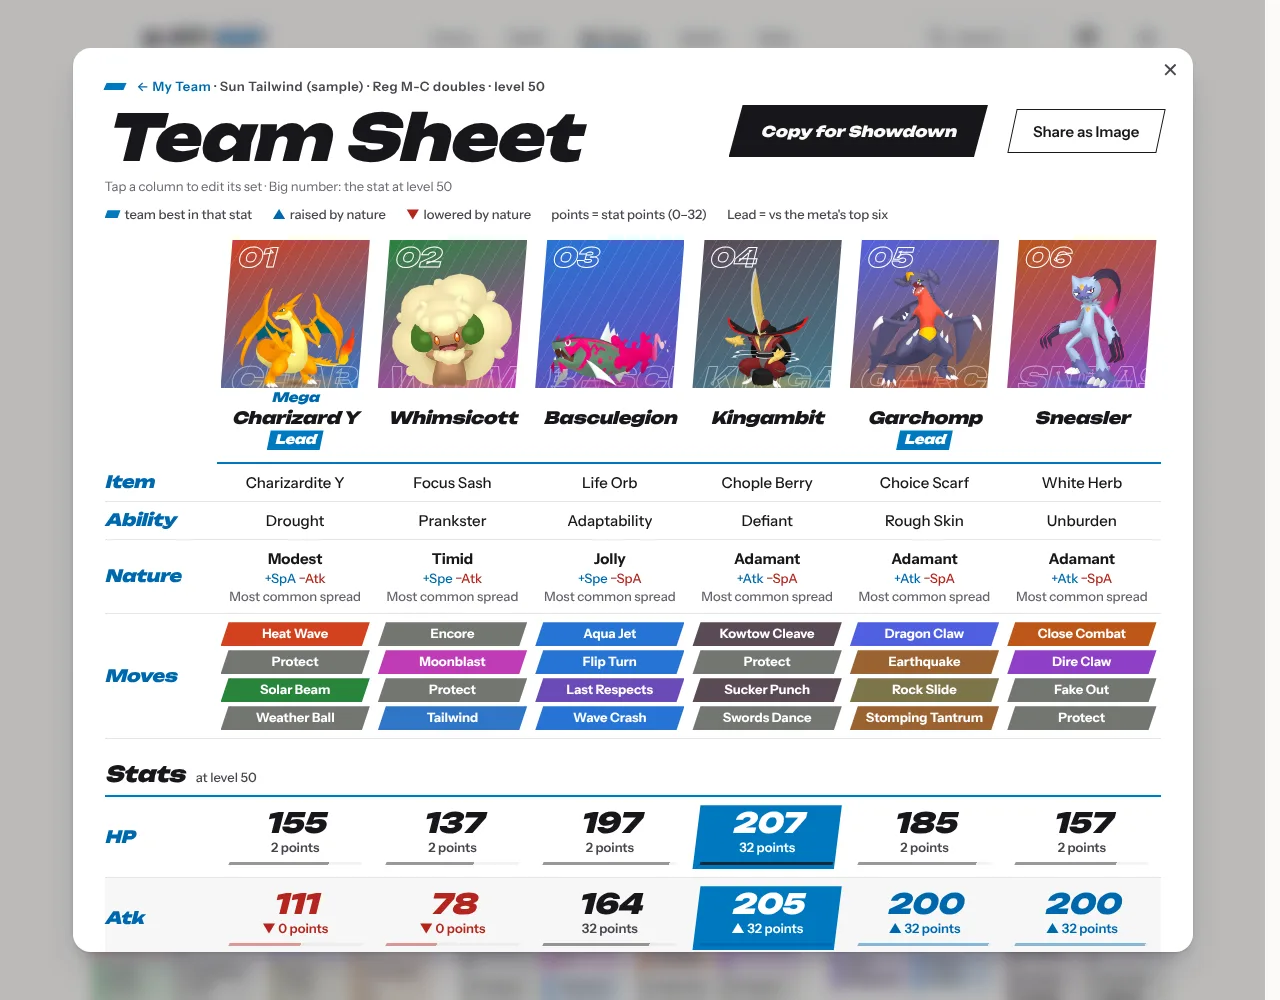 ← My Team · Sun Tailwind (sample) · Reg M-C doubles · level 50
Team Sheet
Copy for Showdown
Share as Image
Tap a column to edit its set · Big number: the stat at level 50
team best in that stat ▲ raised by nature ▼ lowered by nature points = stat points (0–32) Lead = vs the meta's top six
01 02 03 04 05 06
Mega
Charizard Y Whimsicott Basculegion Kingambit Garchomp Sneasler
Lead Lead
Item Charizardite Y Focus Sash Life Orb Chople Berry Choice Scarf White Herb
Ability Drought Prankster Adaptability Defiant Rough Skin Unburden
Nature Modest Timid Jolly Adamant Adamant Adamant
+SpA −Atk +Spe −Atk +Spe −SpA +Atk −SpA +Atk −SpA +Atk −SpA
Most common spread Most common spread Most common spread Most common spread Most common spread Most common spread
Moves
Heat Wave Encore Aqua Jet Kowtow Cleave Dragon Claw Close Combat
Protect Moonblast Flip Turn Protect Earthquake Dire Claw
Solar Beam Protect Last Respects Sucker Punch Rock Slide Fake Out
Weather Ball Tailwind Wave Crash Swords Dance Stomping Tantrum Protect
Stats at level 50
HP 155 137 197 207 185 157
2 points 2 points 2 points 32 points 2 points 2 points
Atk 111 78 164 205 200 200
▼ 0 points ▼ 0 points 32 points ▲ 32 points ▲ 32 points ▲ 32 points